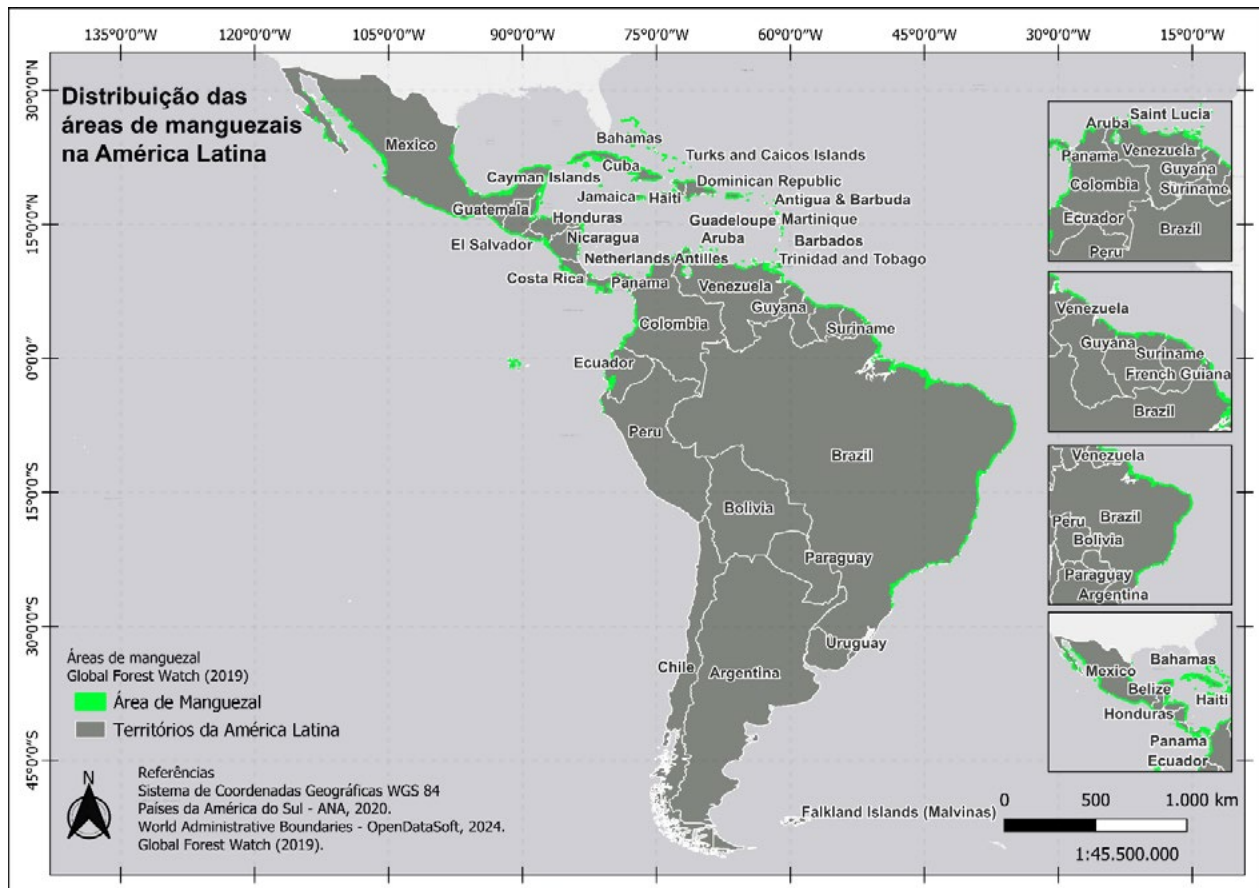 135°0'0"W 120°0'0"W 105°0'0"W 90°0'0"W 75°0'0"W 60°0'0"W 45°0'0"W 30°0'0"W 15°0'0"W
30°0'0"N
15°0'0"N
0°0'0"
15°0'0"S
30°0'0"S
45°0'0"S
Distribuição das
áreas de manguezais
na América Latina
Mexico
Bahamas
Cuba
Turks and Caicos Islands
Cayman Islands
Dominican Republic
Jamaica
Haiti
Antigua & Barbuda
Guatemala
Honduras
Guadeloupe
Martinique
El Salvador
Nicaragua
Aruba
Barbados
Netherlands Antilles
Trinidad and Tobago
Costa Rica
Panama
Venezuela
Guyana
Colombia
Suriname
Ecuador
Peru
Brazil
Bolivia
Paraguay
Uruguay
Chile
Argentina
Falkland Islands (Malvinas)
Aruba
Saint Lucia
Panama
Venezuela
Guyana
Colombia
Suriname
Ecuador
Brazil
Peru
Venezuela
Guyana
Suriname
French Guiana
Brazil
Venezuela
Peru
Brazil
Bolivia
Paraguay
Argentina
Mexico
Bahamas
Belize
Haiti
Honduras
Panama
Ecuador
Áreas de manguezal
Global Forest Watch (2019)
Área de Manguezal
Territórios da América Latina
N
Referências
Sistema de Coordenadas Geográficas WGS 84
Países da América do Sul - ANA, 2020.
World Administrative Boundaries - OpenDataSoft, 2024.
Global Forest Watch (2019).
0 500 1.000 km
1:45.500.000